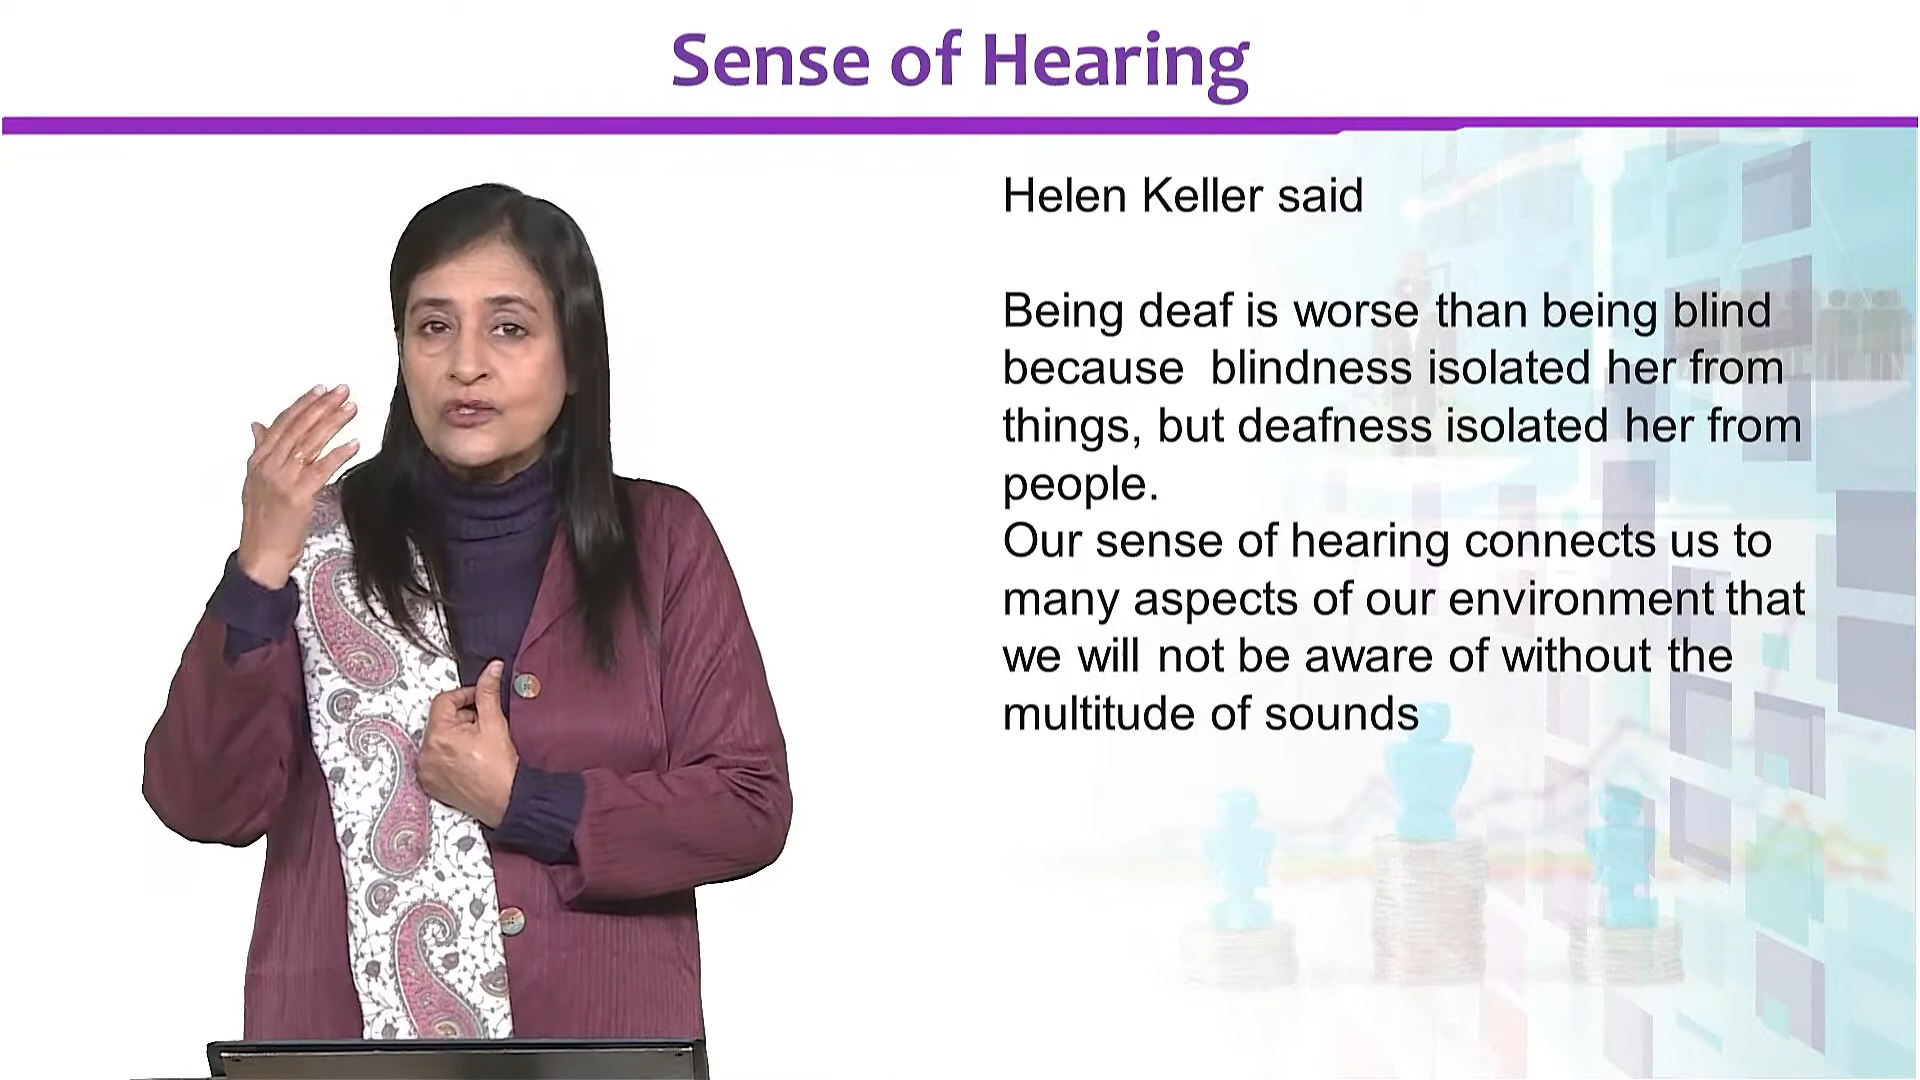 Sense of Hearing
Helen Keller said
Being deaf is worse than being blind
because blindness isolated her from
things, but deafness isolated her from
people.
Our sense of hearing connects us to
many aspects of our environment that
we will not be aware of without the
multitude of sounds